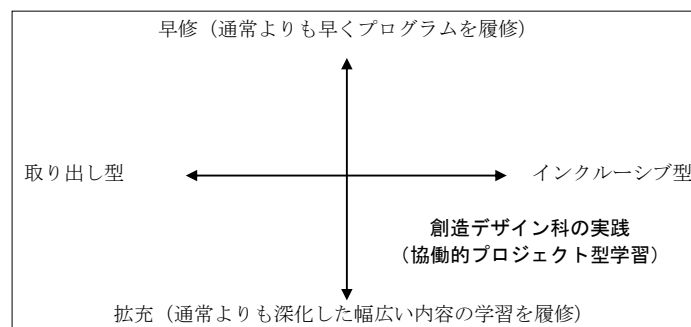 早修（通常よりも早くプログラムを履修）
取り出し型
インクルーシブ型
創造デザイン科の実践
（協働的プロジェクト型学習）
拡充（通常よりも深化した幅広い内容の学習を履修）